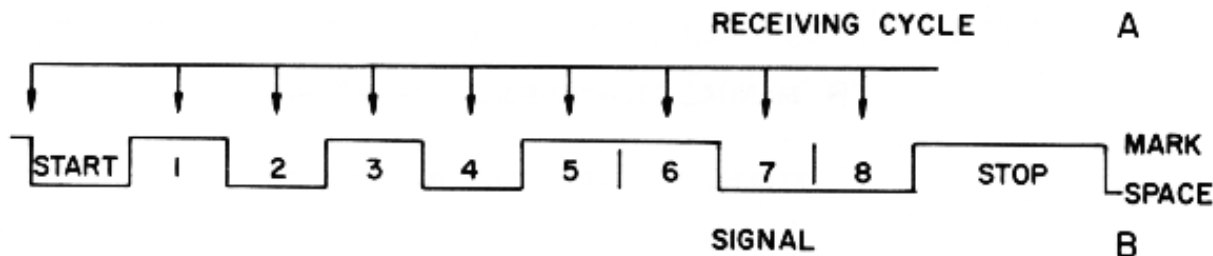 RECEIVING CYCLE A
MARK
START 1 2 3 4 5 6 7 8 STOP
SPACE
SIGNAL B